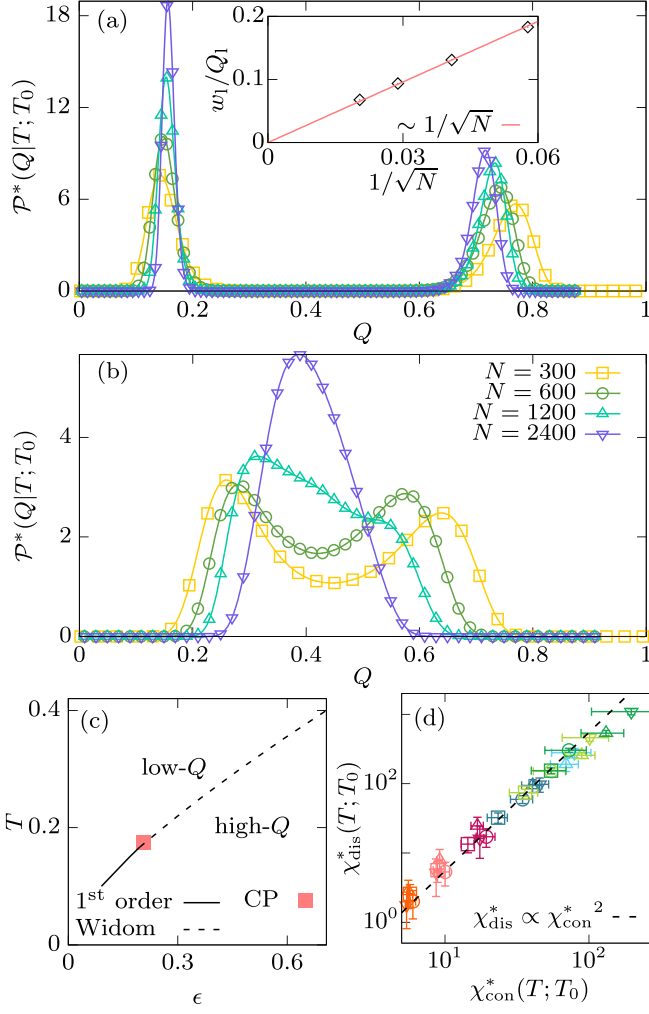 (a)
18
12
6
0
𝒫*(Q|T; T₀)
0 0.2 0.4 0.6 0.8 1
Q
w₁/Q₁
0.2
0.1
0
∼ 1/√N
0 0.03 0.06
1/√N
(b)
4
2
0
𝒫*(Q|T; T₀)
N = 300
N = 600
N = 1200
N = 2400
0 0.2 0.4 0.6 0.8 1
Q
(c)
0.4
0.2
0
T
low-Q
high-Q
1ˢᵗ order
CP
Widom
0 0.3 0.6
ϵ
(d)
10²
10⁰
χ*dis(T; T₀)
χ*dis ∝ χ*con²
10¹ 10²
χ*con(T; T₀)